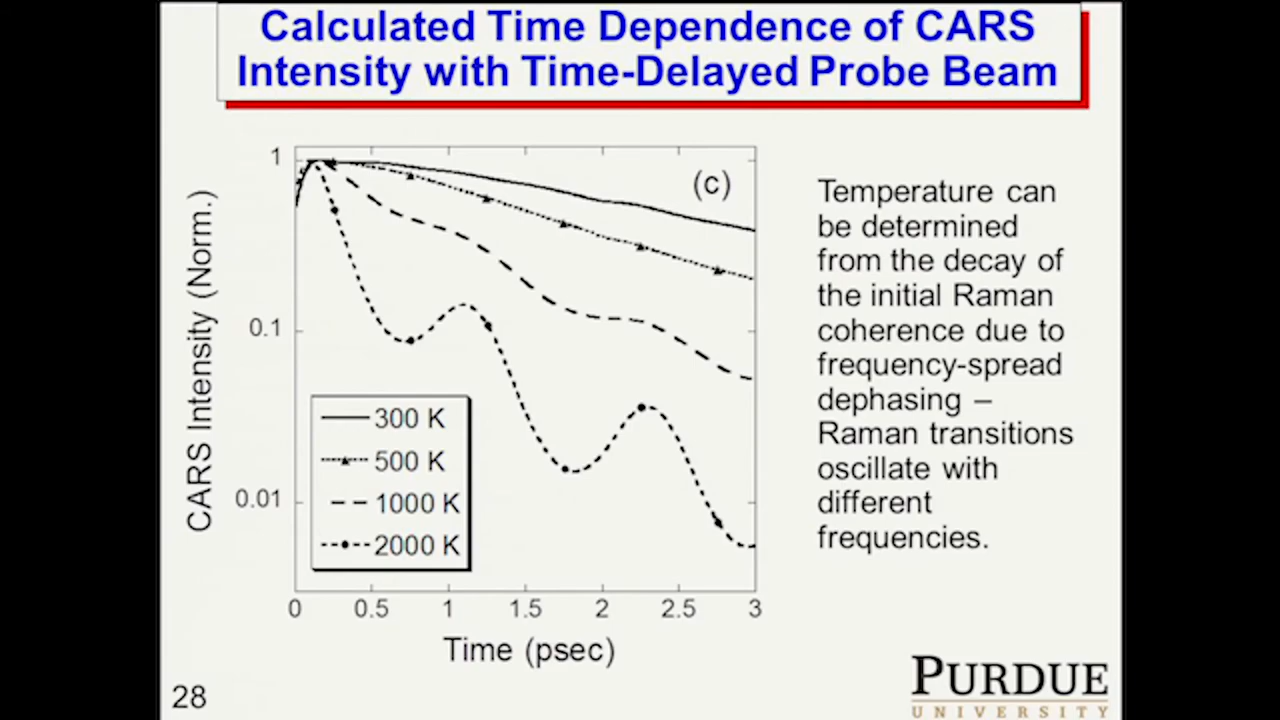 Calculated Time Dependence of CARS
Intensity with Time-Delayed Probe Beam
1
0.1
0.01
CARS Intensity (Norm.)
(c)
300 K
500 K
1000 K
2000 K
0 0.5 1 1.5 2 2.5 3
Time (psec)
Temperature can
be determined
from the decay of
the initial Raman
coherence due to
frequency-spread
dephasing –
Raman transitions
oscillate with
different
frequencies.
28
PURDUE
UNIVERSITY